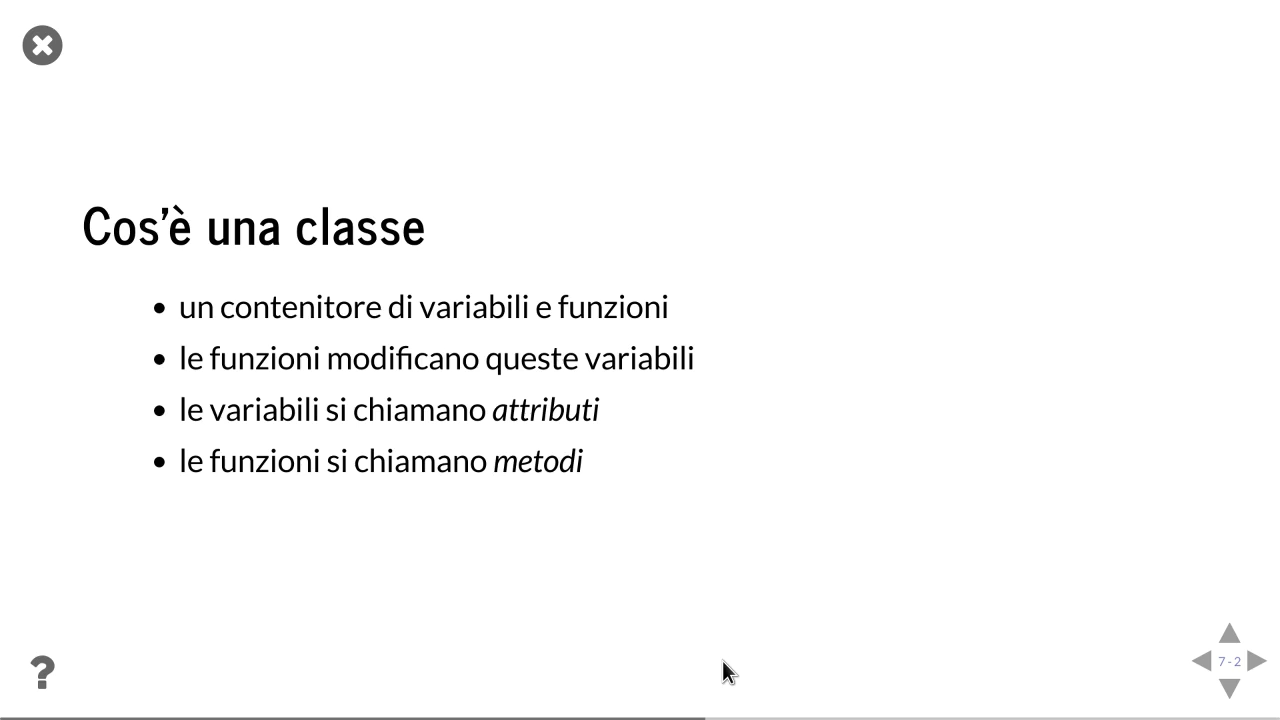 Cos'è una classe
• un contenitore di variabili e funzioni
• le funzioni modificano queste variabili
• le variabili si chiamano attributi
• le funzioni si chiamano metodi
?
7 - 2